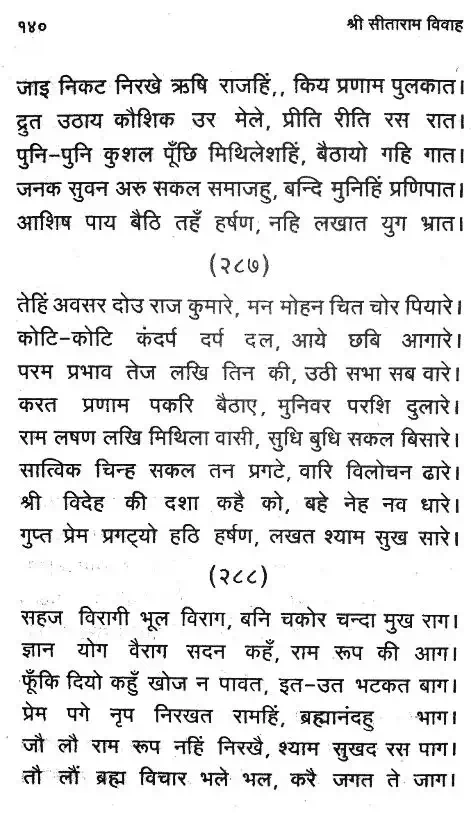 १४० श्री सीताराम विवाह
जाइ निकट निरखे ऋषि राजहिं,, किय प्रणाम पुलकात।
द्रुत उठाय कौशिक उर मेले, प्रीति रीति रस रात।
पुनि-पुनि कुशल पूँछि मिथिलेशहिं, बैठायो गहि गात।
जनक सुवन अरु सकल समाजहु, बन्दि मुनिहिं प्रणिपात।
आशिष पाय बैठि तहँ हर्षण, नहि लखात युग भ्रात।
(२८७)
तेहिं अवसर दोउ राज कुमारे, मन मोहन चित चोर पियारे।
कोटि-कोटि कंदर्प दर्प दल, आये छबि आगारे।
परम प्रभाव तेज लखि तिन की, उठी सभा सब वारे।
करत प्रणाम पकरि बैठाए, मुनिवर परशि दुलारे।
राम लषण लखि मिथिला वासी, सुधि बुधि सकल बिसारे।
सात्विक चिन्ह सकल तन प्रगटे, वारि विलोचन ढारे।
श्री विदेह की दशा कहै को, बहे नेह नव धारे।
गुप्त प्रेम प्रगट्यो हठि हर्षण, लखत श्याम सुख सारे।
(२८८)
सहज विरागी भूल विराग, बनि चकोर चन्दा मुख राग।
ज्ञान योग वैराग सदन कहँ, राम रूप की आग।
फूँकि दियो कहुँ खोज न पावत, इत-उत भटकत बाग।
प्रेम पगे नृप निरखत रामहिं, ब्रह्मानंदहु भाग।
जौ लौ राम रूप नहिं निरखै, श्याम सुखद रस पाग।
तौ लौं ब्रह्म विचार भले भल, करै जगत ते जाग।